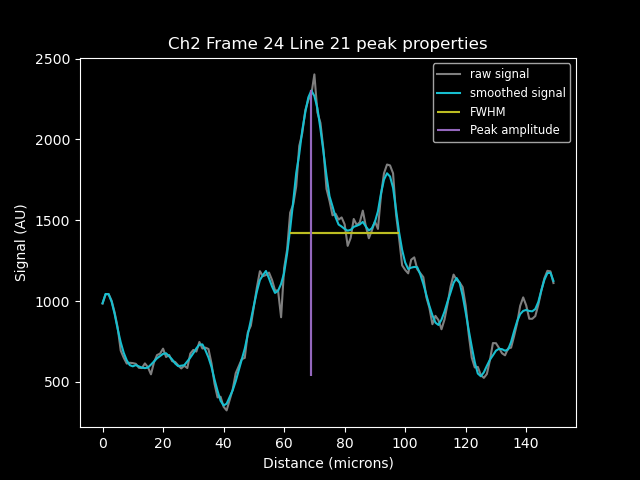 Ch2 Frame 24 Line 21 peak properties
raw signal
smoothed signal
FWHM
Peak amplitude
Signal (AU)
2500
2000
1500
1000
500
0 20 40 60 80 100 120 140
Distance (microns)